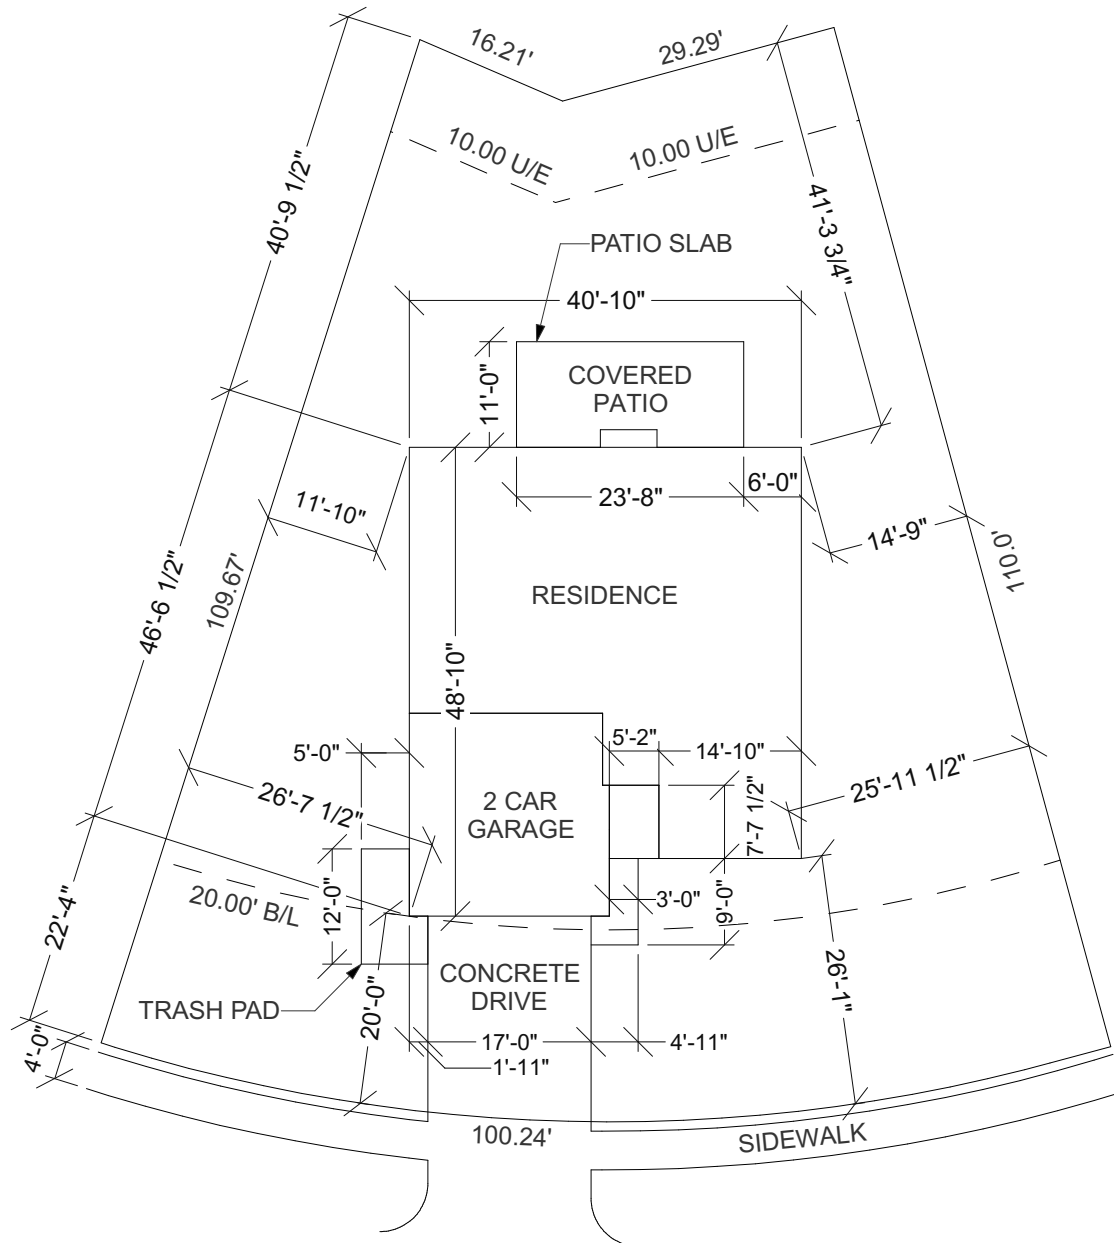 16.21'
29.29'
10.00 U/E
10.00 U/E
40'-9 1/2"
41'-3 3/4"
PATIO SLAB
40'-10"
COVERED
PATIO
11'-0"
23'-8"
6'-0"
11'-10"
14'-9"
110.0'
109.67'
46'-6 1/2"
RESIDENCE
48'-10"
5'-0"
5'-2"
14'-10"
26'-7 1/2"
25'-11 1/2"
2 CAR
GARAGE
7'-7 1/2"
20.00' B/L
12'-0"
3'-0"
9'-0"
22'-4"
26'-1"
CONCRETE
DRIVE
TRASH PAD
20'-0"
17'-0"
4'-11"
1'-11"
4'-0"
100.24'
SIDEWALK